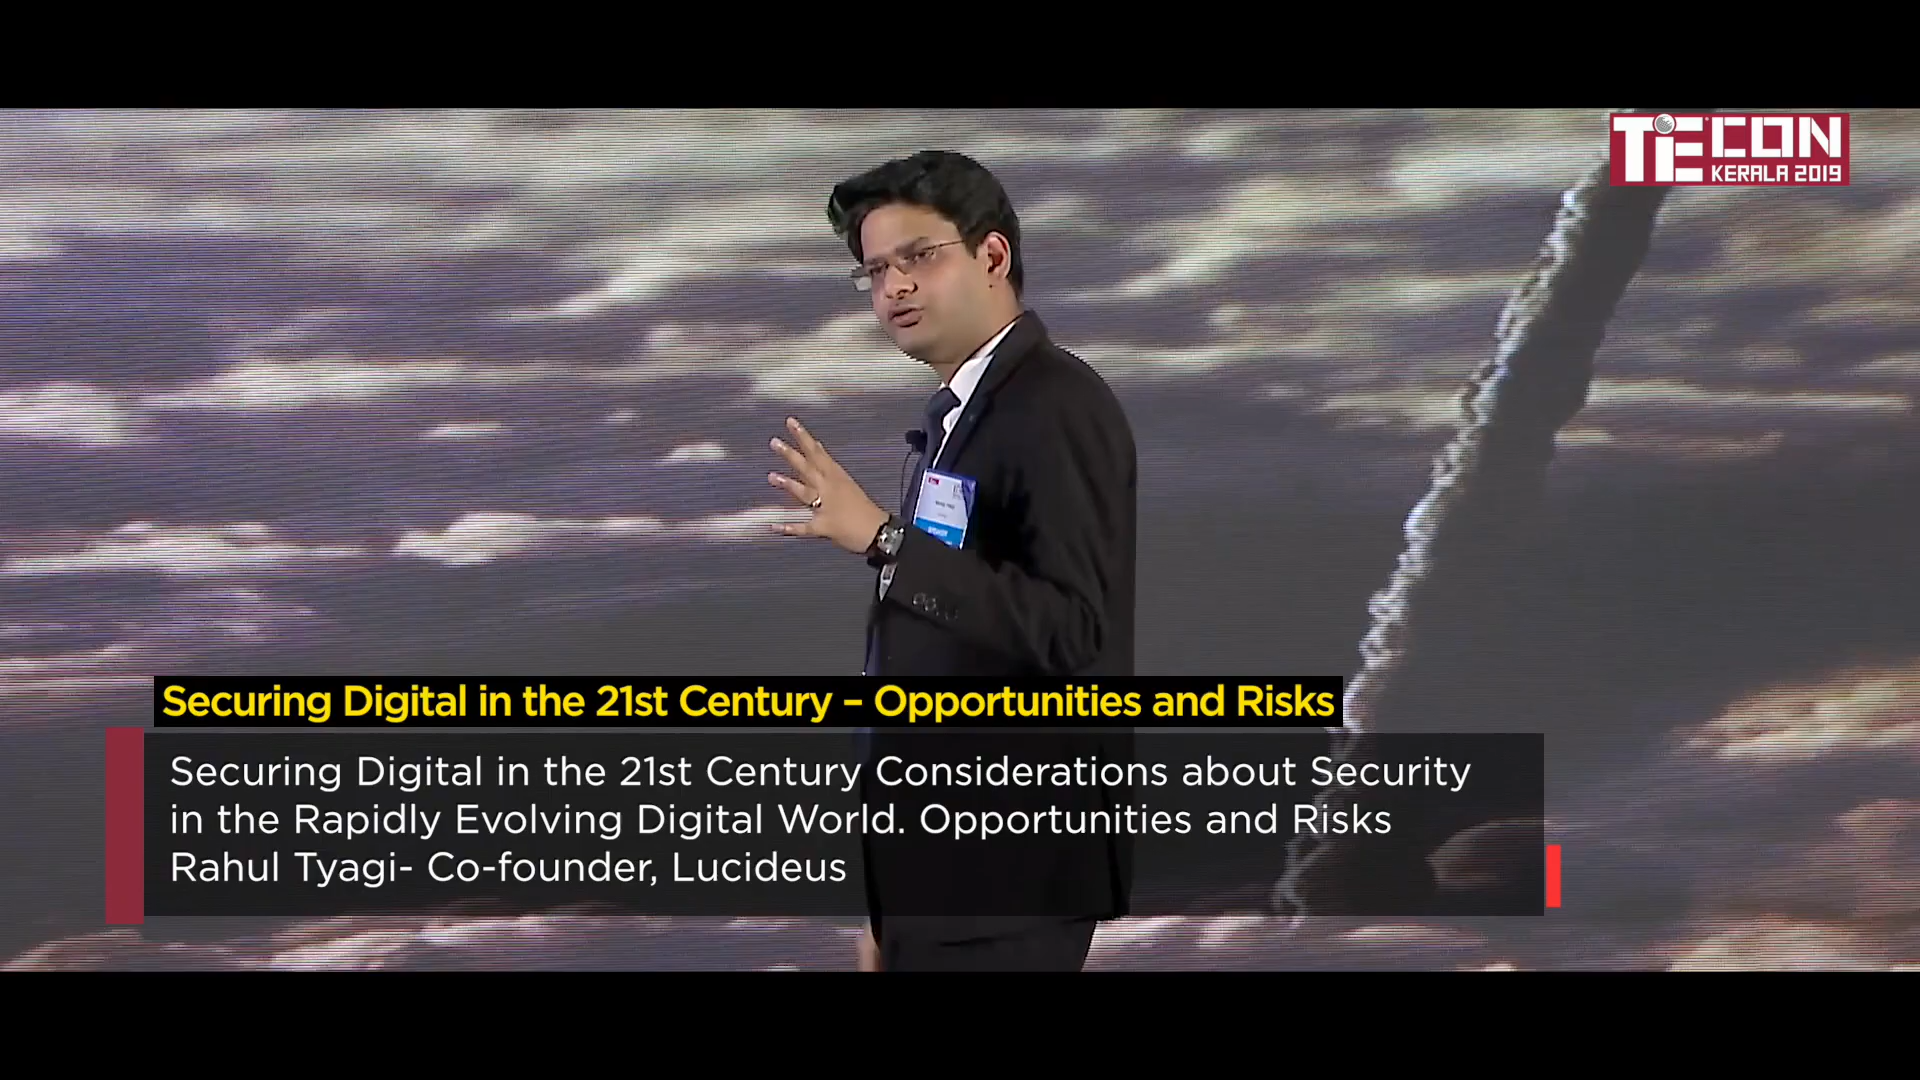 TiECON
KERALA 2019
Securing Digital in the 21st Century – Opportunities and Risks
Securing Digital in the 21st Century Considerations about Security
in the Rapidly Evolving Digital World. Opportunities and Risks
Rahul Tyagi- Co-founder, Lucideus